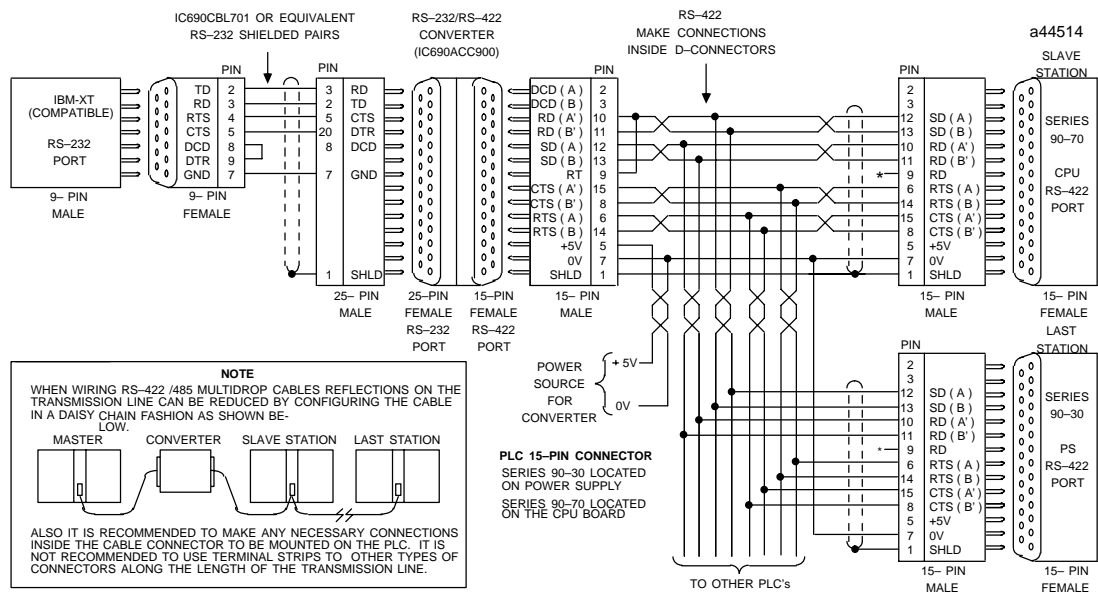 IC690CBL701 OR EQUIVALENT
RS–232 SHIELDED PAIRS
RS–232/RS–422
CONVERTER
(IC690ACC900)
RS–422
MAKE CONNECTIONS
INSIDE D–CONNECTORS
a44514
SLAVE
STATION
IBM-XT
(COMPATIBLE)
RS–232
PORT
9– PIN
MALE
PIN
TD 2
RD 3
RTS 4
CTS 5
DCD 8
DTR 9
GND 7
9– PIN
FEMALE
PIN
3 RD
2 TD
5 CTS
20 DTR
8 DCD
7 GND
1 SHLD
25– PIN
MALE
25–PIN
FEMALE
RS–232
PORT
15–PIN
FEMALE
RS–422
PORT
PIN
DCD ( A ) 2
DCD ( B ) 3
RD ( A' ) 10
RD ( B' ) 11
SD ( A ) 12
SD ( B ) 13
RT 9
CTS ( A' ) 15
CTS ( B' ) 8
RTS ( A ) 6
RTS ( B ) 14
+5V 5
0V 7
SHLD 1
15– PIN
MALE
PIN
2
3
12 SD ( A )
13 SD ( B )
10 RD ( A' )
11 RD ( B' )
* 9 RD
6 RTS ( A )
14 RTS ( B )
15 CTS ( A' )
8 CTS ( B' )
5 +5V
7 0V
1 SHLD
15– PIN
MALE
SERIES
90–70
CPU
RS–422
PORT
15– PIN
FEMALE
LAST
STATION
POWER
SOURCE
FOR
CONVERTER
+ 5V
0V
PIN
2
3
12 SD ( A )
13 SD ( B )
10 RD ( A' )
11 RD ( B' )
* 9 RD
6 RTS ( A )
14 RTS ( B )
15 CTS ( A' )
8 CTS ( B' )
5 +5V
7 0V
1 SHLD
15– PIN
MALE
SERIES
90–30
PS
RS–422
PORT
15– PIN
FEMALE
PLC 15–PIN CONNECTOR
SERIES 90–30 LOCATED
ON POWER SUPPLY
SERIES 90–70 LOCATED
ON THE CPU BOARD
TO OTHER PLC's
NOTE
WHEN WIRING RS–422 /485 MULTIDROP CABLES REFLECTIONS ON THE
TRANSMISSION LINE CAN BE REDUCED BY CONFIGURING THE CABLE
IN A DAISY CHAIN FASHION AS SHOWN BE-
LOW.
MASTER CONVERTER SLAVE STATION LAST STATION
ALSO IT IS RECOMMENDED TO MAKE ANY NECESSARY CONNECTIONS
INSIDE THE CABLE CONNECTOR TO BE MOUNTED ON THE PLC. IT IS
NOT RECOMMENDED TO USE TERMINAL STRIPS TO OTHER TYPES OF
CONNECTORS ALONG THE LENGTH OF THE TRANSMISSION LINE.